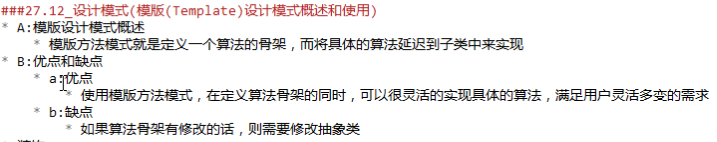 ###27.12_设计模式(模版(Template)设计模式概述和使用)
* A:模版设计模式概述
* 模版方法模式就是定义一个算法的骨架，而将具体的算法延迟到子类中来实现
* B:优点和缺点
* a:优点
* 使用模版方法模式，在定义算法骨架的同时，可以很灵活的实现具体的算法，满足用户灵活多变的需求
* b:缺点
* 如果算法骨架有修改的话，则需要修改抽象类